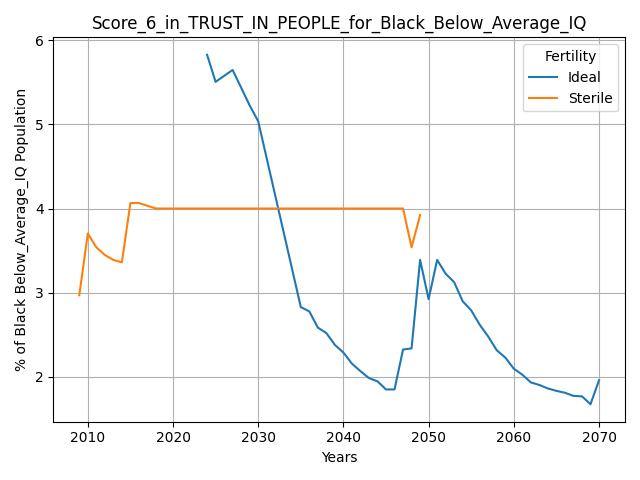 Score_6_in_TRUST_IN_PEOPLE_for_Black_Below_Average_IQ
% of Black Below_Average_IQ Population
6
5
4
3
2
Fertility
Ideal
Sterile
2010 2020 2030 2040 2050 2060 2070
Years